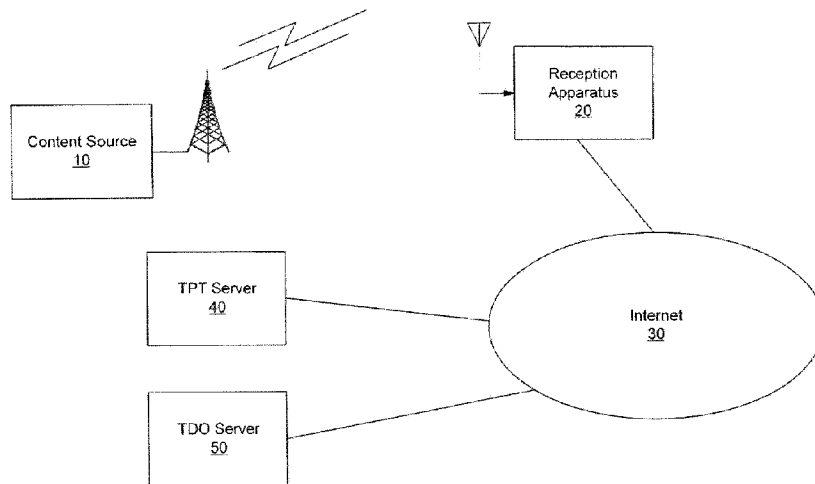 Reception
Apparatus
20
Content Source
10
TPT Server
40
Internet
30
TDO Server
50